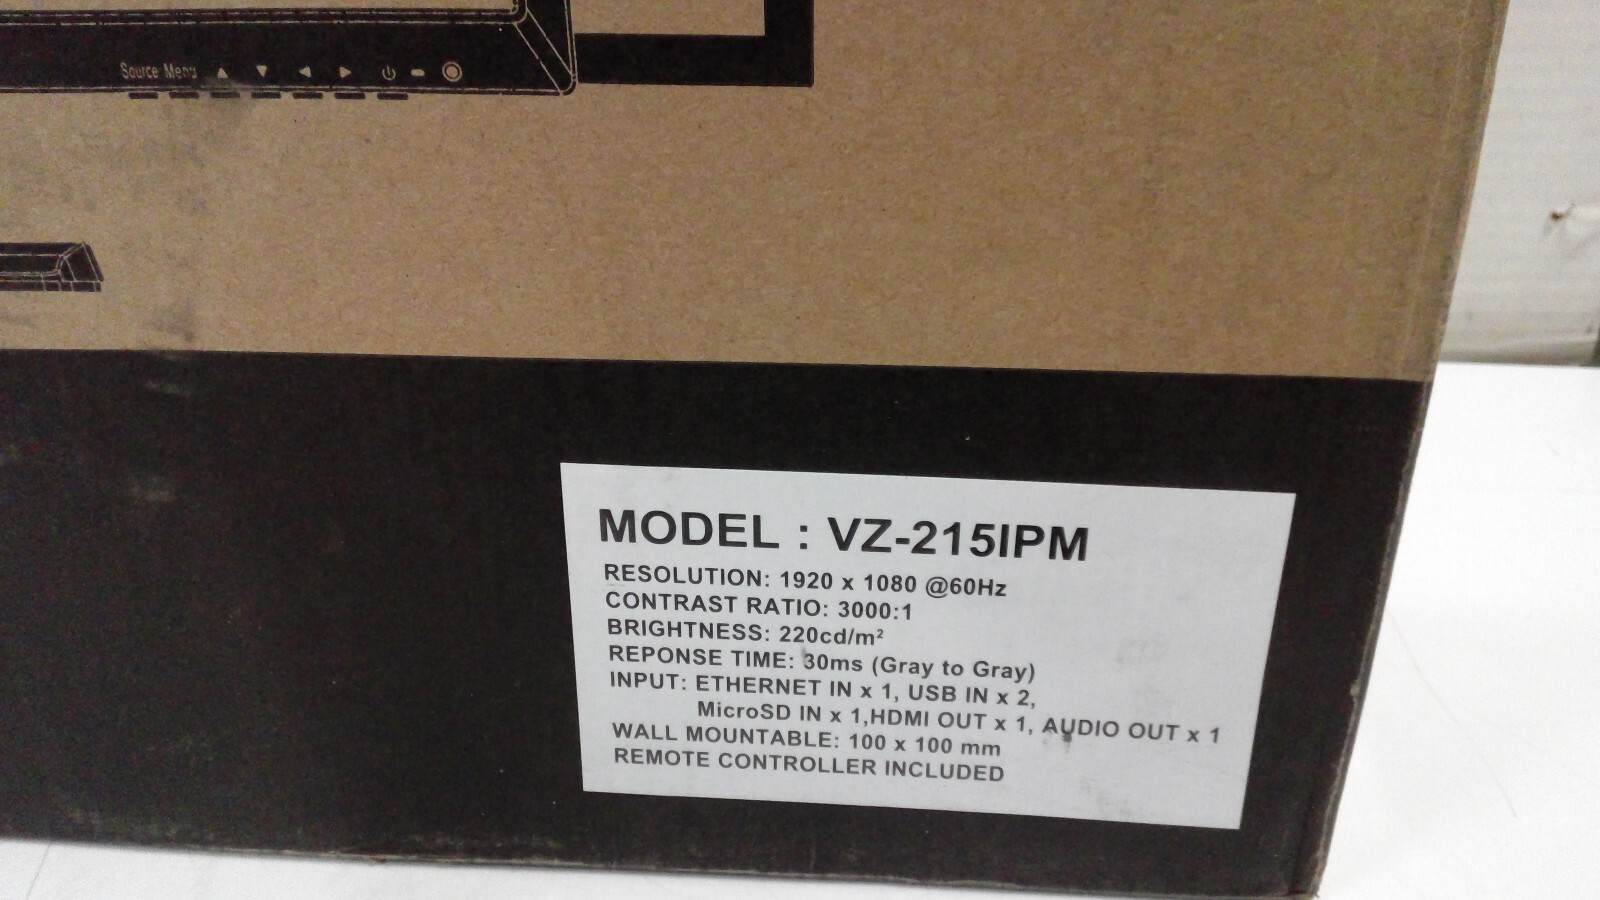 Source Menu
MODEL : VZ-215IPM
RESOLUTION: 1920 x 1080 @60Hz
CONTRAST RATIO: 3000:1
BRIGHTNESS: 220cd/m²
REPONSE TIME: 30ms (Gray to Gray)
INPUT: ETHERNET IN x 1, USB IN x 2,
MicroSD IN x 1,HDMI OUT x 1, AUDIO OUT x 1
WALL MOUNTABLE: 100 x 100 mm
REMOTE CONTROLLER INCLUDED